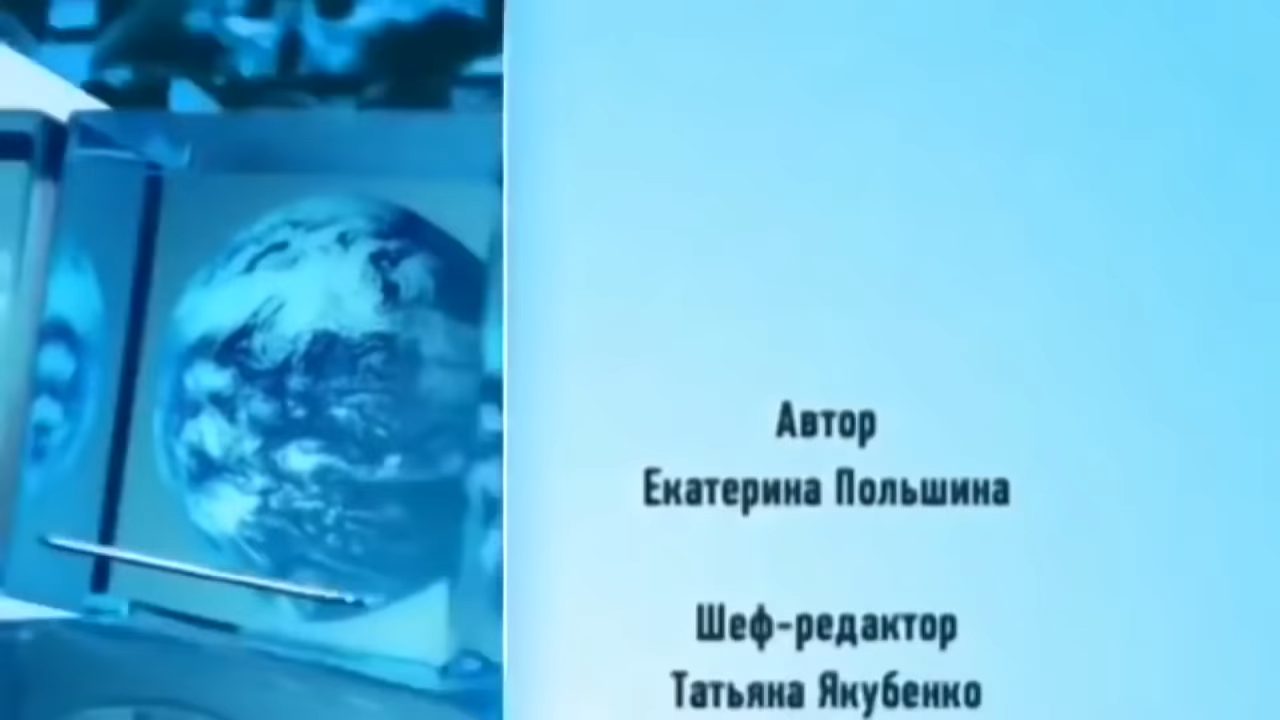 Автор
Екатерина Польшина
Шеф-редактор
Татьяна Якубенко